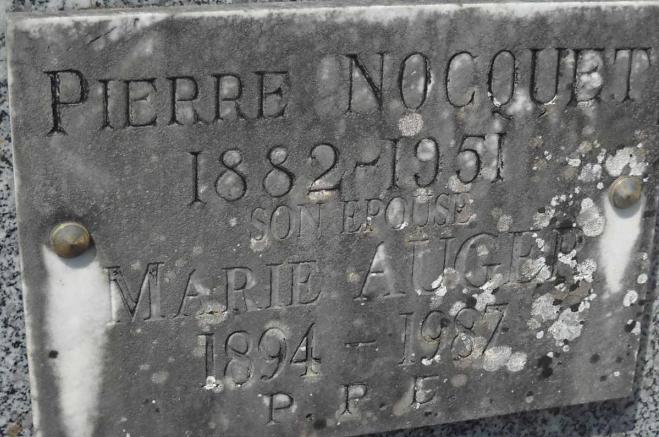 PIERRE NOCQUET
1882-1951
SON EPOUSE
MARIE AUGER
1894-1987
P.P.E